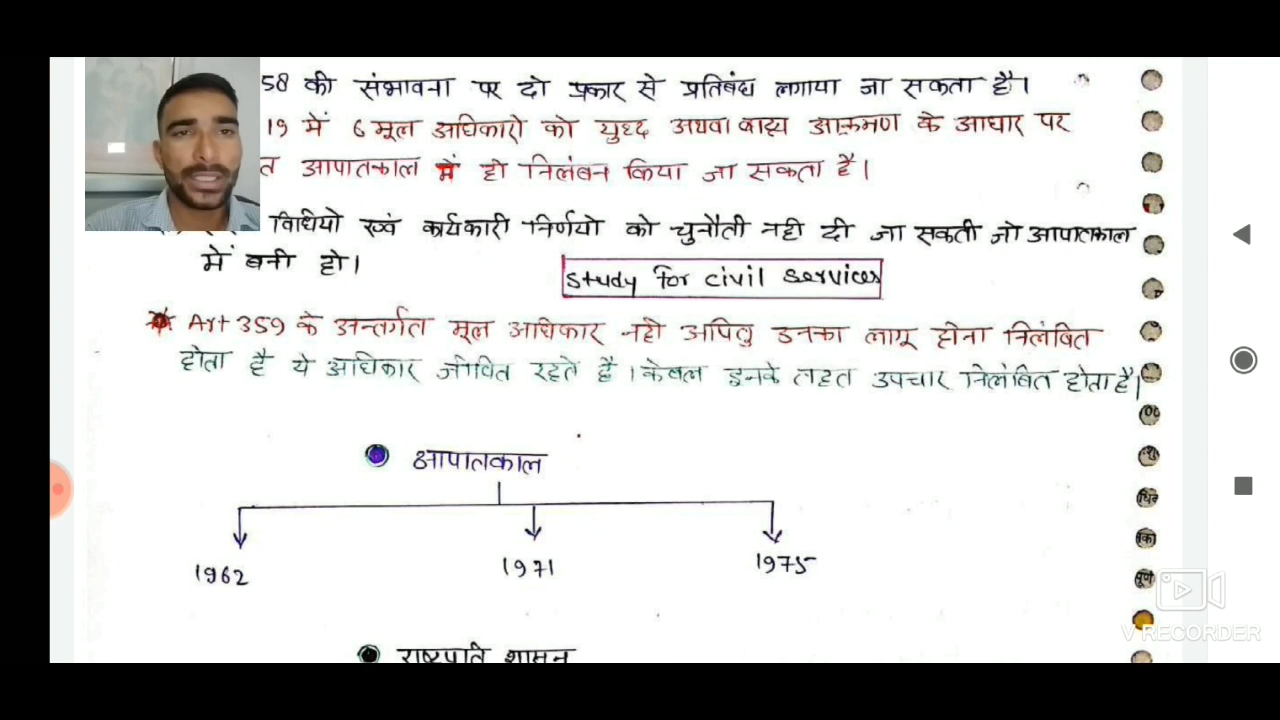 58 की संभावना पर दो प्रकार से प्रतिबंध लगाया जा सकता है।
19 में 6 मूल अधिकारो को युध्द अथवा बाह्य आक्रमण के आधार पर
त आपातकाल में ही निलंबन किया जा सकता है।
विधियो एवं कार्यकारी निर्णयो को चुनौती नही दी जा सकती जो आपातकाल
में बनी हो।
Study for civil services
Art 359 के अन्तर्गत मूल अधिकार नही अपितु उनका लागू होना निलंबित
होता है ये अधिकार जीवित रहते है। केवल इनके तहत उपचार निलंबित होता है।
आपातकाल
1962 1971 1975
राष्ट्रपति शासन
V RECORDER